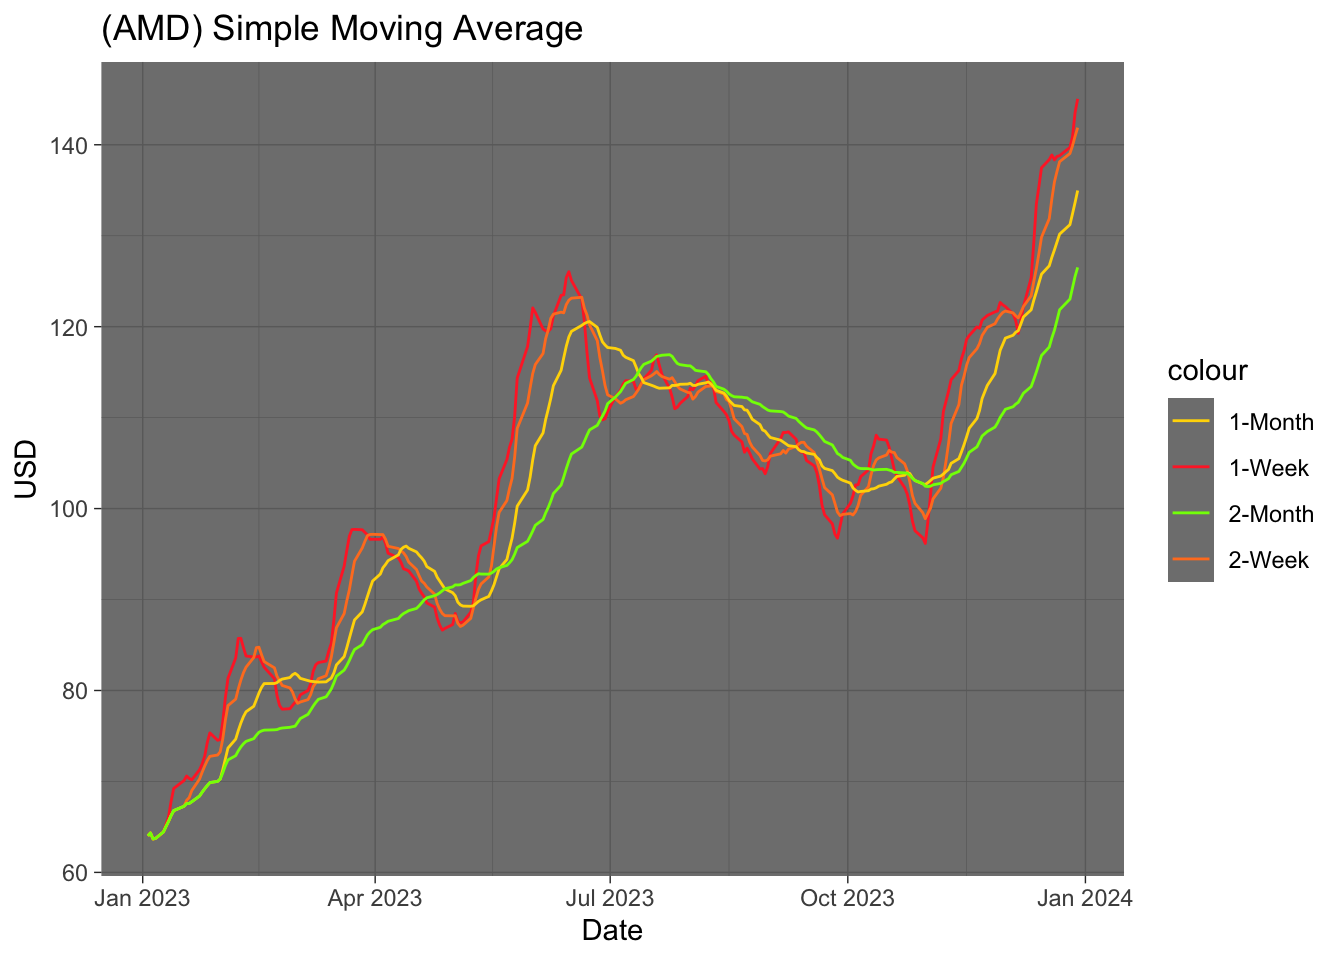 (AMD) Simple Moving Average
USD
140
120
100
80
60
Jan 2023
Apr 2023
Jul 2023
Oct 2023
Jan 2024
Date
colour
1-Month
1-Week
2-Month
2-Week